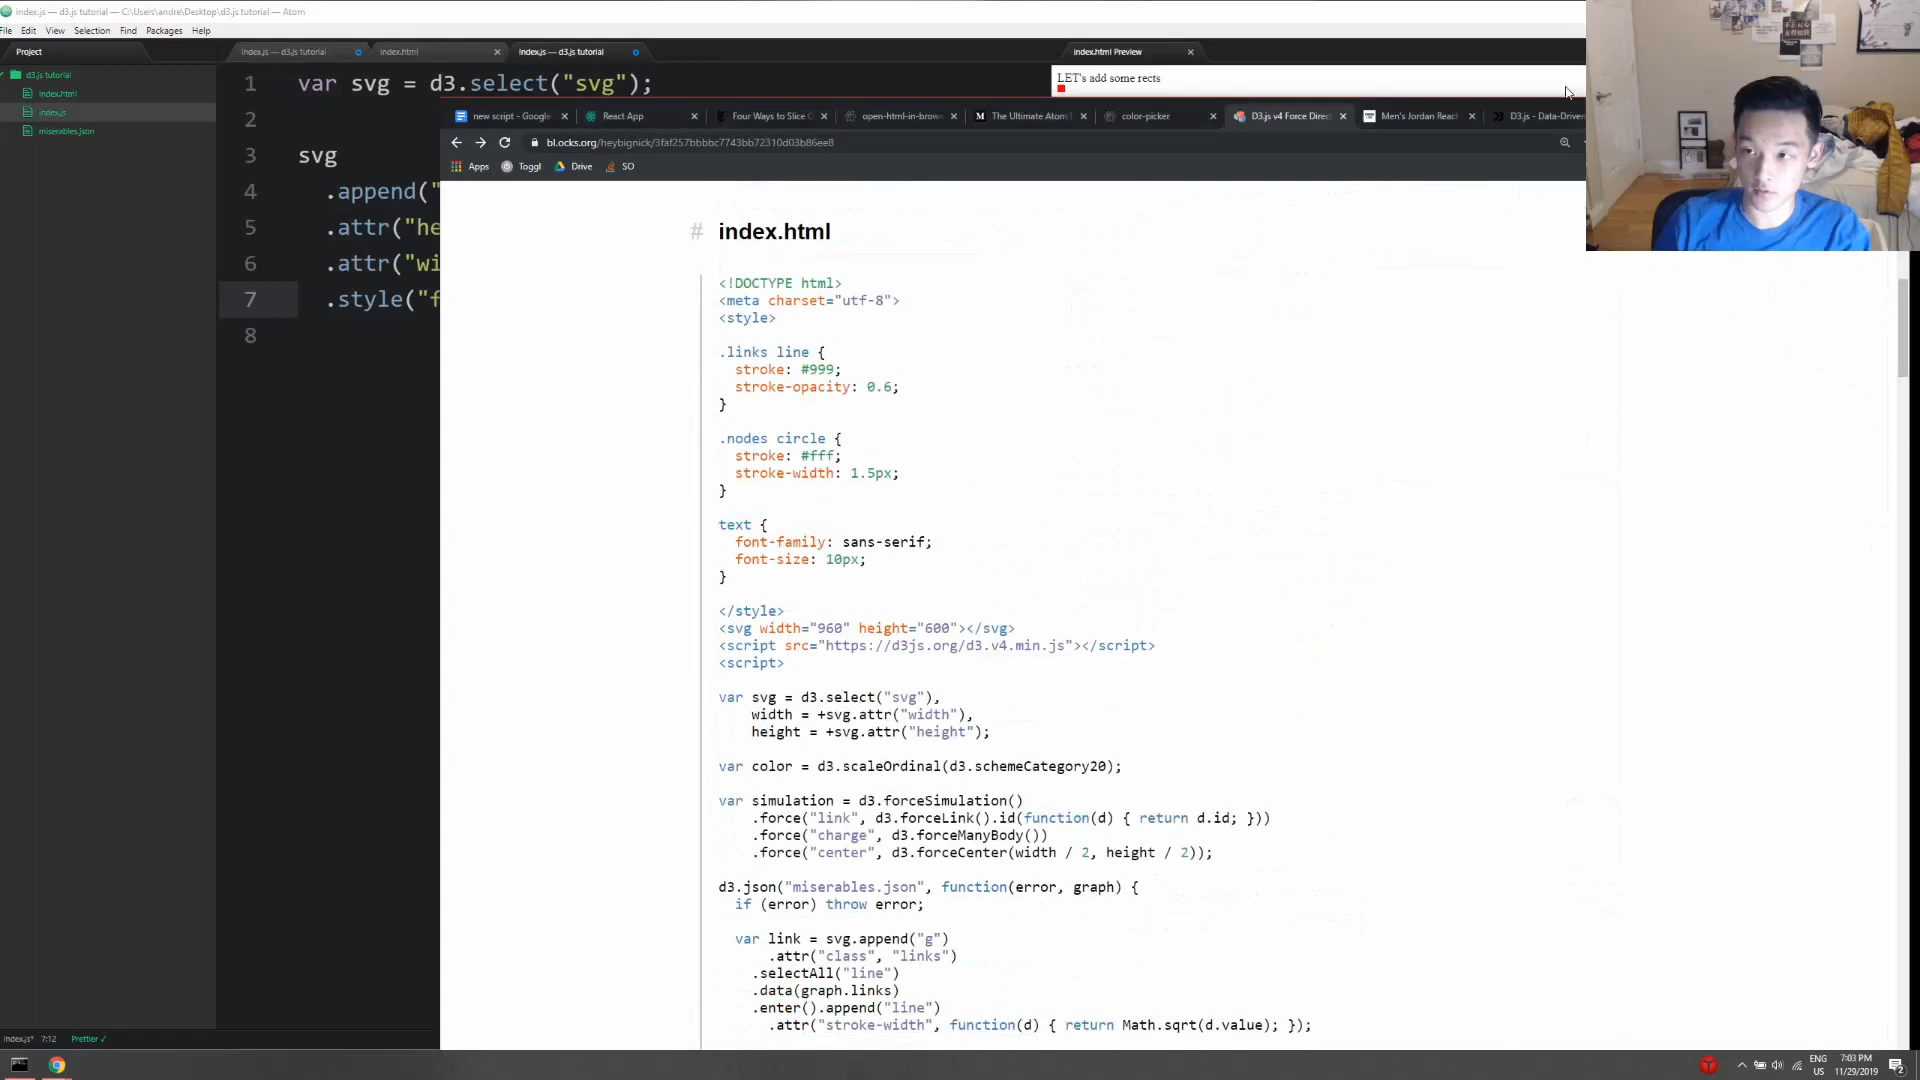 index.js — d3.js tutorial — C:\Users\andre\Desktop\d3.js tutorial — Atom
File Edit View Selection Find Packages Help
Project
index.js — d3.js tutorial
index.html
index.js — d3.js tutorial
index.html Preview
d3.js tutorial
index.html
index.js
miserables.json
1 var svg = d3.select("svg");
2
3 svg
4 .append("
5 .attr("he
6 .attr("wi
7 .style("f
8
LET's add some rects
new script - Google
React App
Four Ways to Slice
open-html-in-brows
The Ultimate Atom
color-picker
D3.js v4 Force Direc
Men's Jordan React
D3.js - Data-Driven
bl.ocks.org/heybignick/3faf257bbbbc7743bb72310d03b86ee8
Apps Toggl Drive SO
# index.html
<!DOCTYPE html>
<meta charset="utf-8">
<style>
.links line {
stroke: #999;
stroke-opacity: 0.6;
}
.nodes circle {
stroke: #fff;
stroke-width: 1.5px;
}
text {
font-family: sans-serif;
font-size: 10px;
}
</style>
<svg width="960" height="600"></svg>
<script src="https://d3js.org/d3.v4.min.js"></script>
<script>
var svg = d3.select("svg"),
width = +svg.attr("width"),
height = +svg.attr("height");
var color = d3.scaleOrdinal(d3.schemeCategory20);
var simulation = d3.forceSimulation()
.force("link", d3.forceLink().id(function(d) { return d.id; }))
.force("charge", d3.forceManyBody())
.force("center", d3.forceCenter(width / 2, height / 2));
d3.json("miserables.json", function(error, graph) {
if (error) throw error;
var link = svg.append("g")
.attr("class", "links")
.selectAll("line")
.data(graph.links)
.enter().append("line")
.attr("stroke-width", function(d) { return Math.sqrt(d.value); });
index.js* 7:12 Prettier ✓
ENG
US
7:03 PM
11/29/2019
2